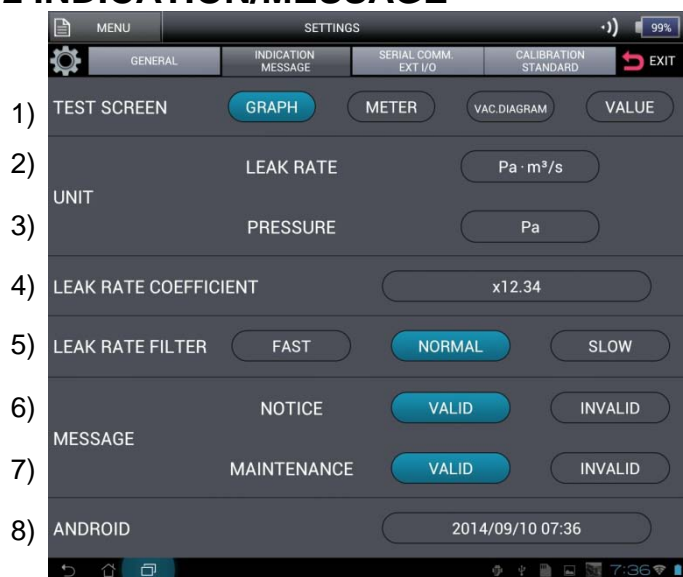 2 INDICATION/MESSAGE
MENU SETTINGS 99%
GENERAL INDICATION MESSAGE SERIAL COMM. EXT I/O CALIBRATION STANDARD EXIT
1) TEST SCREEN GRAPH METER VAC.DIAGRAM VALUE
2) LEAK RATE Pa·m³/s
UNIT
3) PRESSURE Pa
4) LEAK RATE COEFFICIENT x12.34
5) LEAK RATE FILTER FAST NORMAL SLOW
6) NOTICE VALID INVALID
MESSAGE
7) MAINTENANCE VALID INVALID
8) ANDROID 2014/09/10 07:36
7:36